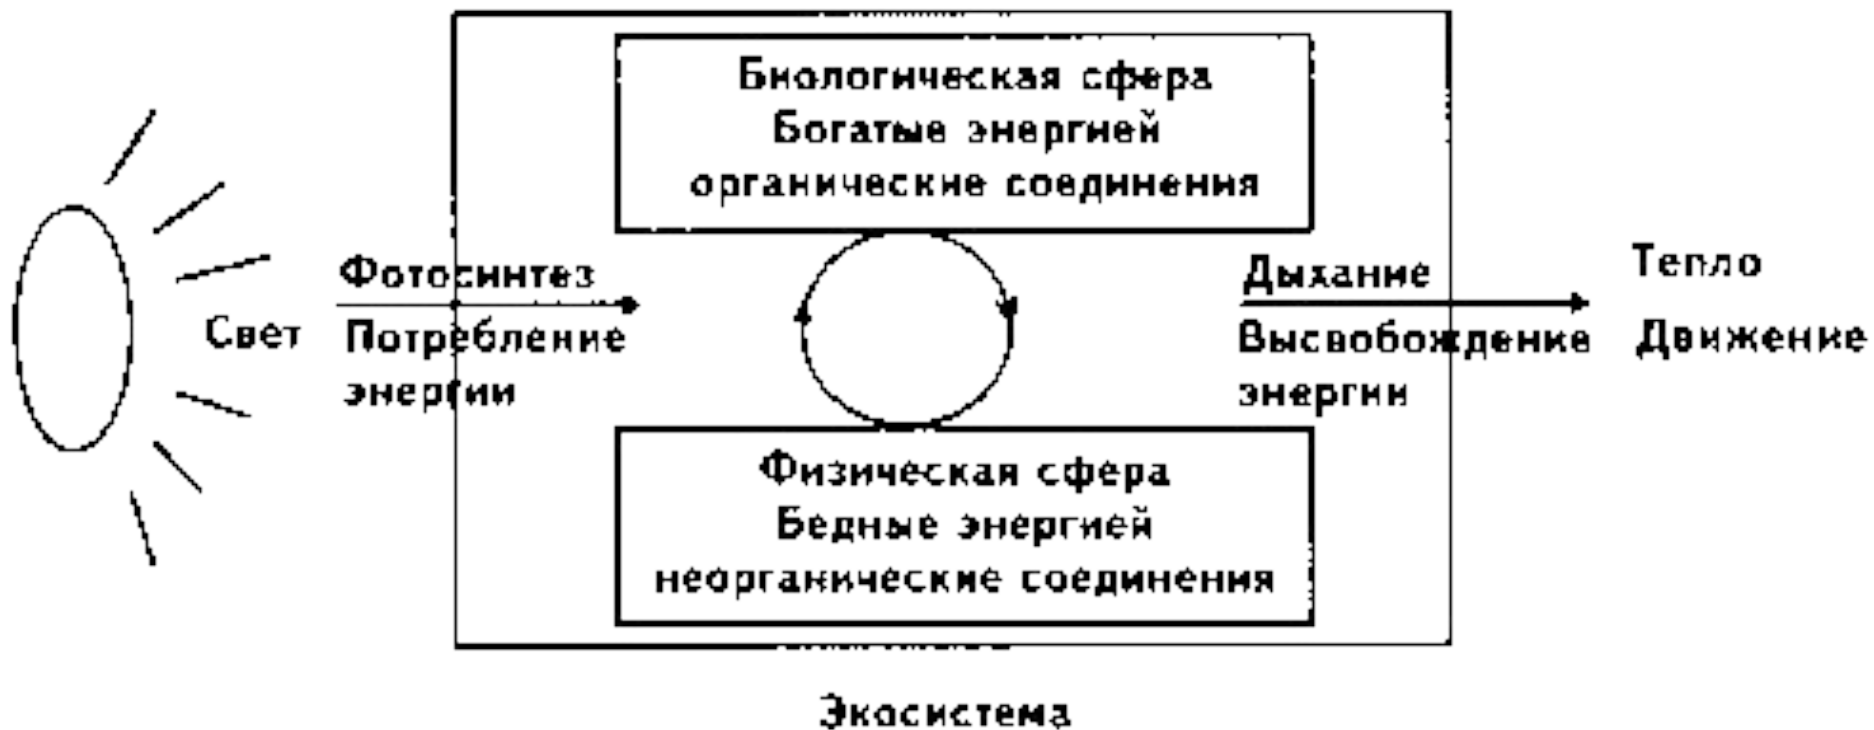 Биологическая сфера
Богатые энергией
органические соединения
Фотосинтез
Свет
Потребление
энергии
Дыхание
Высвобождение
энергии
Тепло
Движение
Физическая сфера
Бедные энергией
неорганические соединения
Экосистема